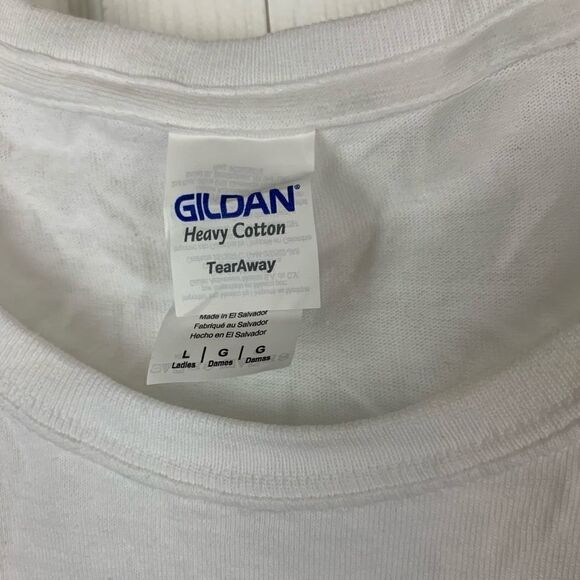 GILDAN®
Heavy Cotton
TearAway
Made in El Salvador
Fabriqué au Salvador
Hecho en El Salvador
L | G | G
Ladies | Dames | Damas